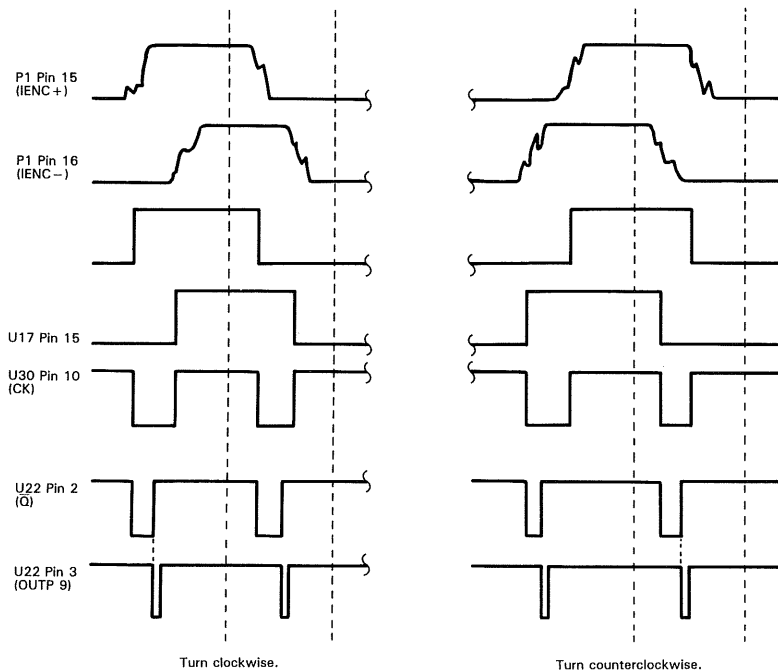 P1 Pin 15
(IENC+)
P1 Pin 16
(IENC−)
U17 Pin 15
U30 Pin 10
(CK)
U22 Pin 2
(Q̅)
U22 Pin 3
(OUTP 9)
Turn clockwise.
Turn counterclockwise.